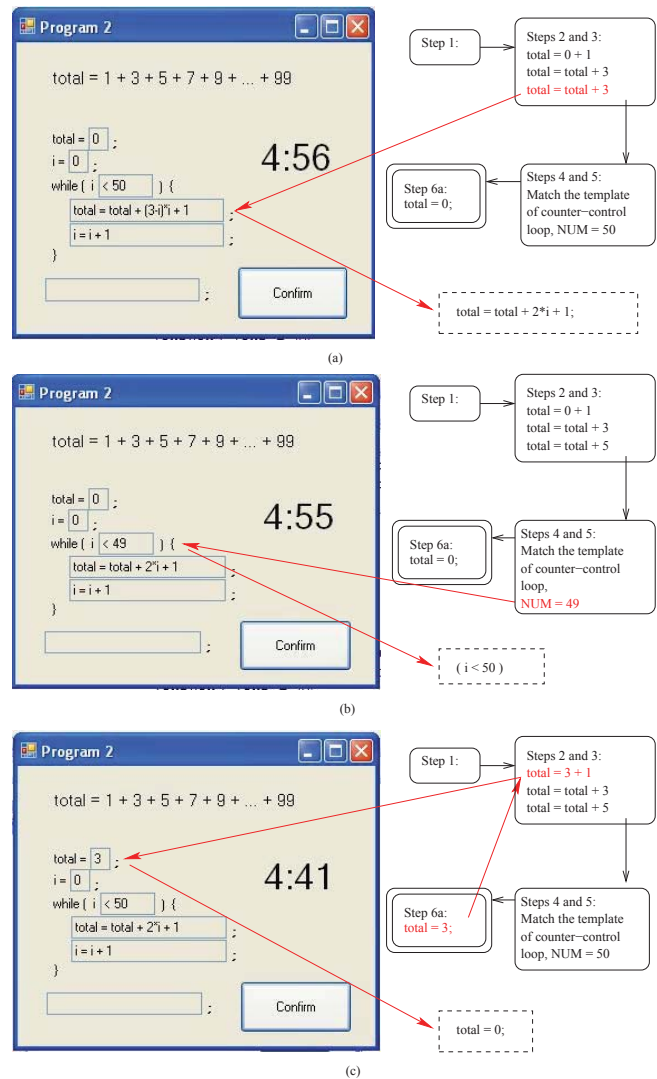 Program 2
total = 1 + 3 + 5 + 7 + 9 + ... + 99
total = 0 ;
i = 0 ;
while ( i < 50 ) {
total = total + (3-i)*i + 1 ;
i = i + 1 ;
}
;
4:56
Confirm
Step 1:
Steps 2 and 3:
total = 0 + 1
total = total + 3
total = total + 3
Steps 4 and 5:
Match the template
of counter−control
loop, NUM = 50
Step 6a:
total = 0;
total = total + 2*i + 1;
(a)
Program 2
total = 1 + 3 + 5 + 7 + 9 + ... + 99
total = 0 ;
i = 0 ;
while ( i < 49 ) {
total = total + 2*i + 1 ;
i = i + 1 ;
}
;
4:55
Confirm
Step 1:
Steps 2 and 3:
total = 0 + 1
total = total + 3
total = total + 5
Steps 4 and 5:
Match the template
of counter−control
loop,
NUM = 49
Step 6a:
total = 0;
( i < 50 )
(b)
Program 2
total = 1 + 3 + 5 + 7 + 9 + ... + 99
total = 3 ;
i = 0 ;
while ( i < 50 ) {
total = total + 2*i + 1 ;
i = i + 1 ;
}
;
4:41
Confirm
Step 1:
Steps 2 and 3:
total = 3 + 1
total = total + 3
total = total + 5
Steps 4 and 5:
Match the template
of counter−control
loop, NUM = 50
Step 6a:
total = 3;
total = 0;
(c)